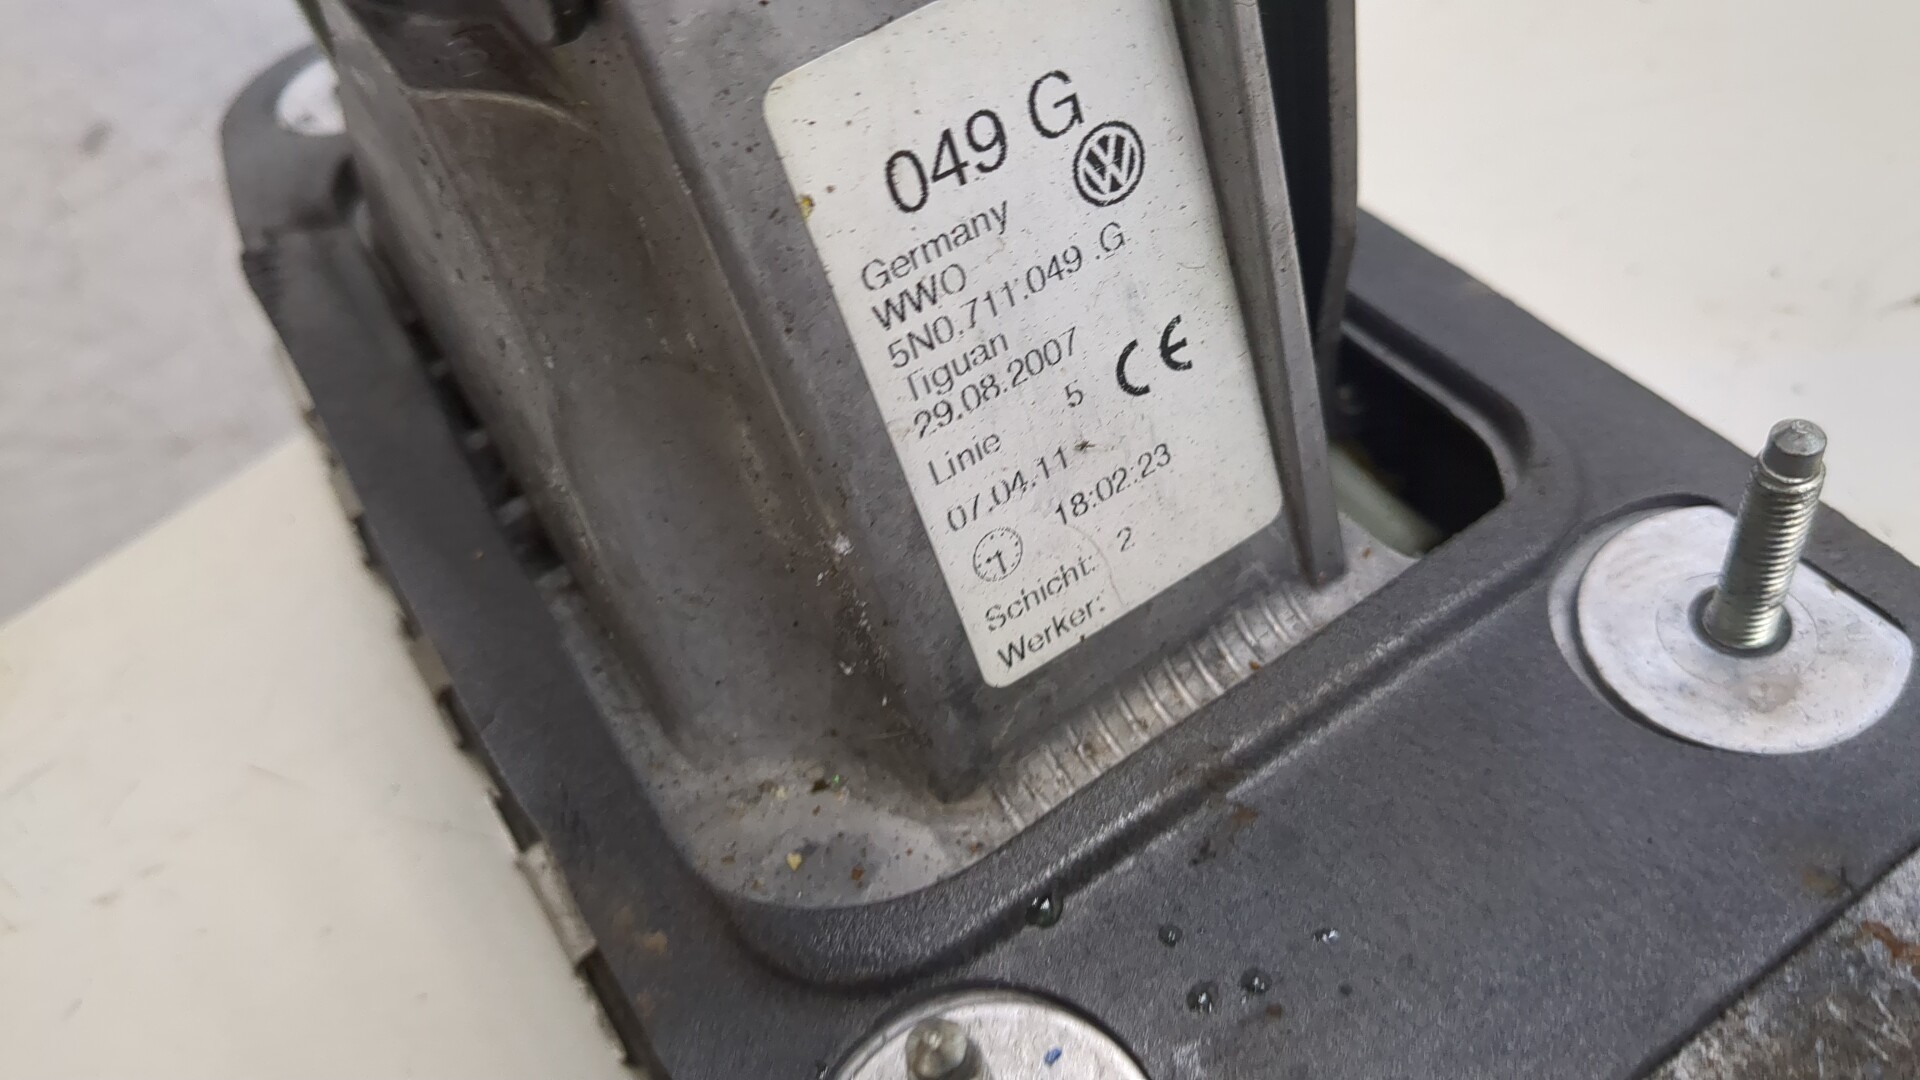 049 G
Germany
WWO
5N0.711.049 .G
Tiguan
29.08.2007
CE
Linie 5
07.04.11
18:02:23
1
Schicht: 2
Werker: